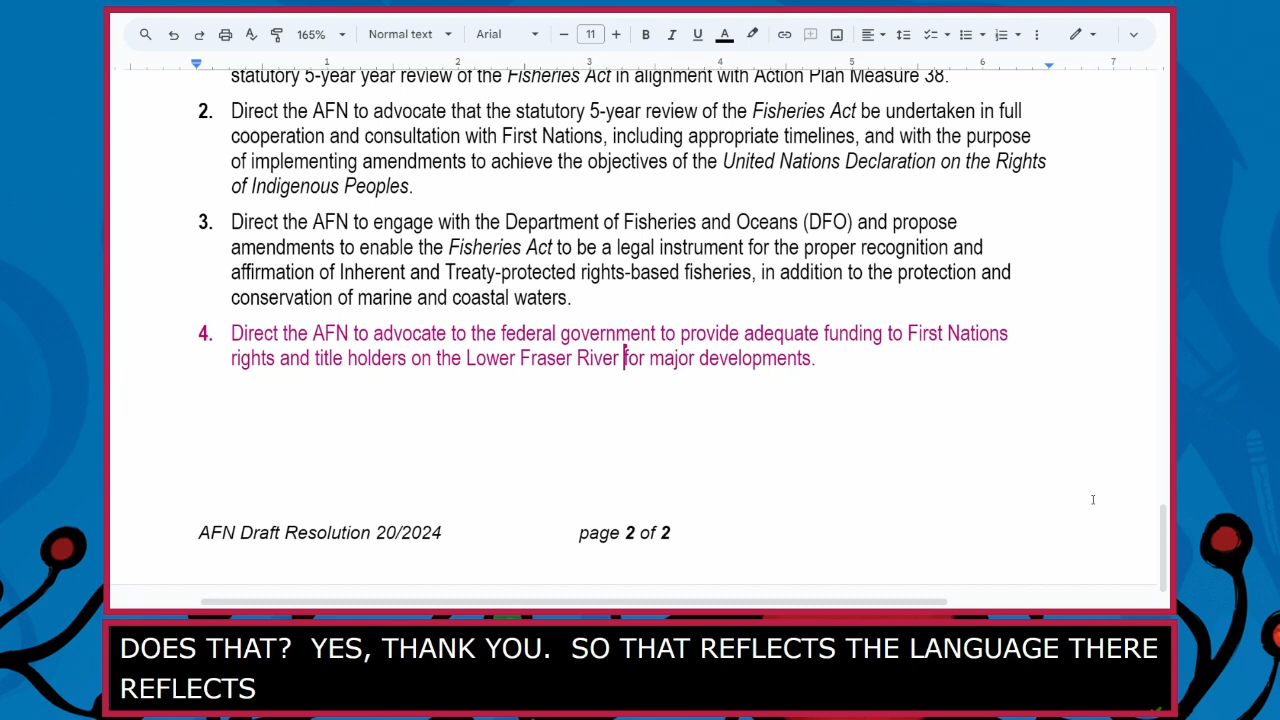 165%
Normal text
Arial
11
B I U A
1 2 3 4 5 6 7
statutory 5-year year review of the Fisheries Act in alignment with Action Plan Measure 38.
2. Direct the AFN to advocate that the statutory 5-year review of the Fisheries Act be undertaken in full
cooperation and consultation with First Nations, including appropriate timelines, and with the purpose
of implementing amendments to achieve the objectives of the United Nations Declaration on the Rights
of Indigenous Peoples.
3. Direct the AFN to engage with the Department of Fisheries and Oceans (DFO) and propose
amendments to enable the Fisheries Act to be a legal instrument for the proper recognition and
affirmation of Inherent and Treaty-protected rights-based fisheries, in addition to the protection and
conservation of marine and coastal waters.
4. Direct the AFN to advocate to the federal government to provide adequate funding to First Nations
rights and title holders on the Lower Fraser River for major developments.
AFN Draft Resolution 20/2024 page 2 of 2
DOES THAT?  YES, THANK YOU.  SO THAT REFLECTS THE LANGUAGE THERE
REFLECTS